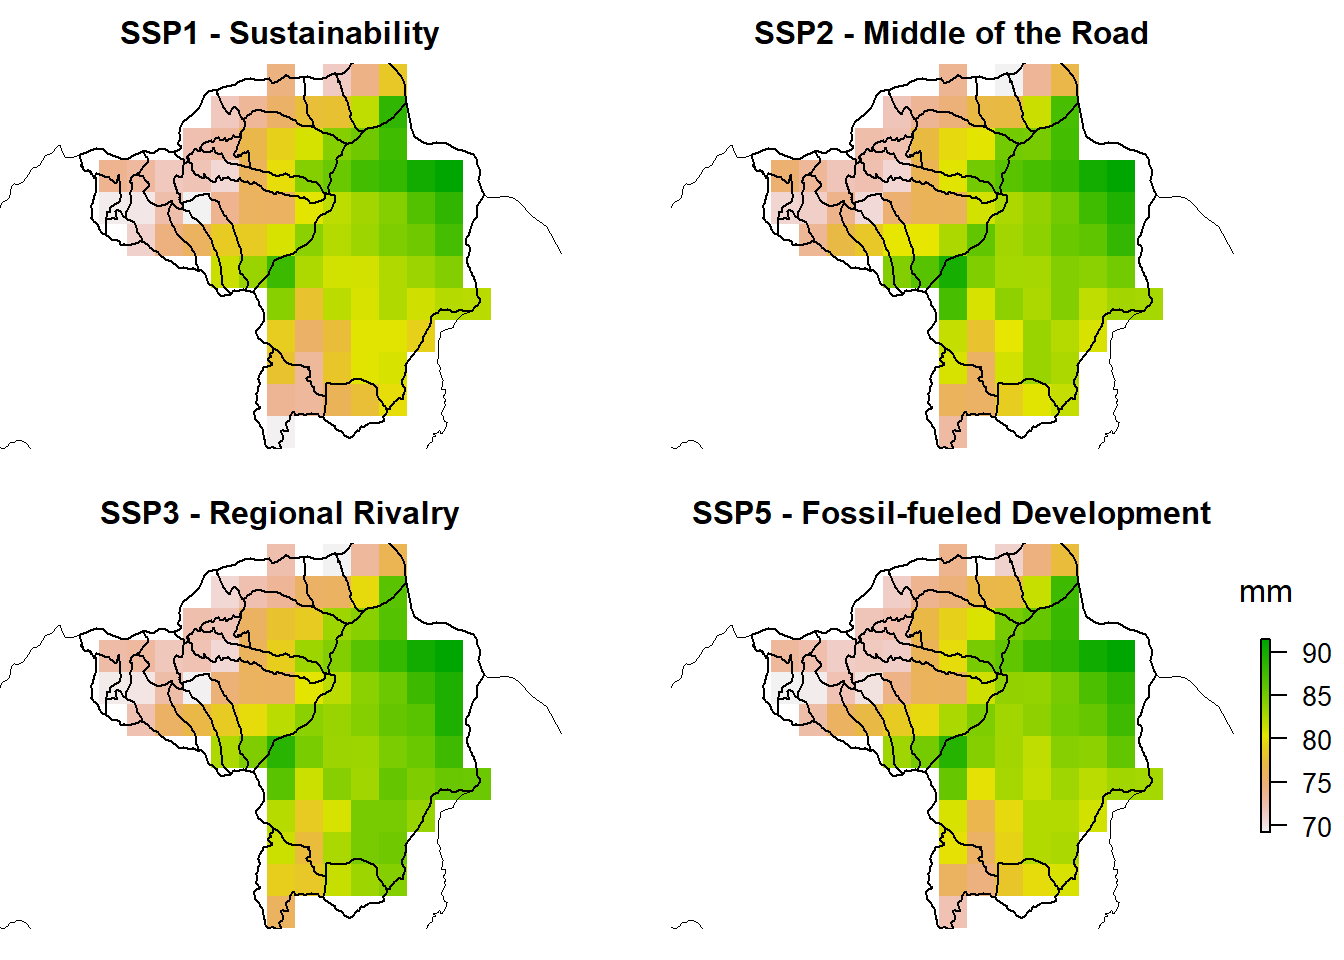 SSP1 - Sustainability
SSP2 - Middle of the Road
SSP3 - Regional Rivalry
SSP5 - Fossil-fueled Development
mm
90
85
80
75
70